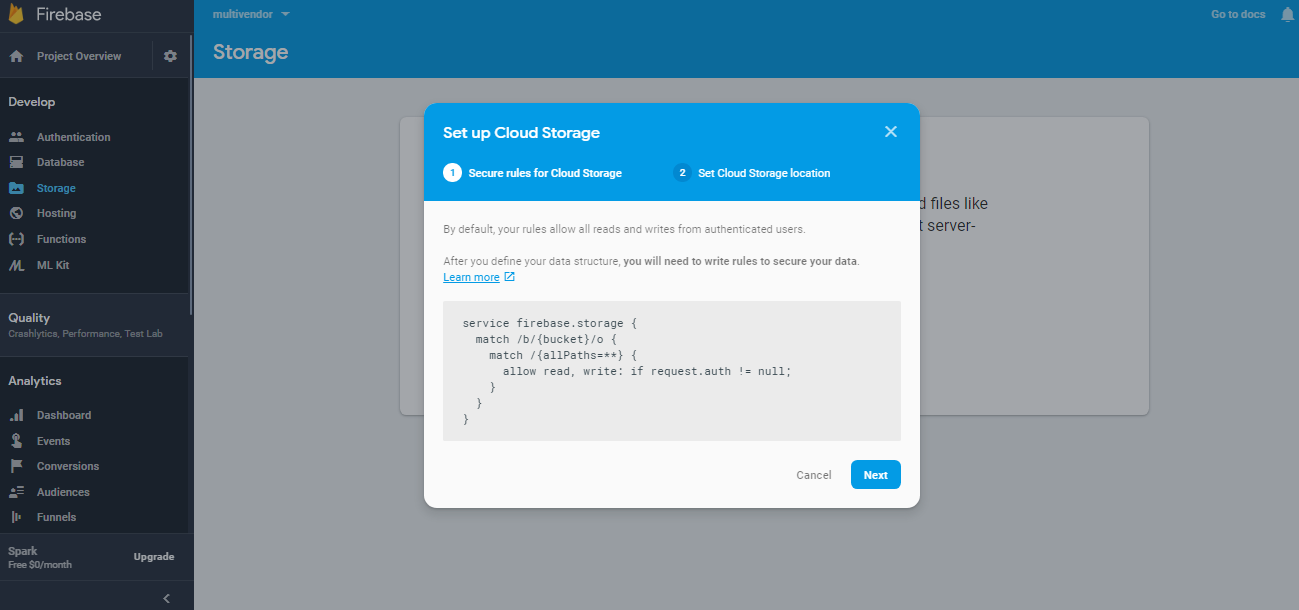 Firebase
Project Overview
Develop
Authentication
Database
Storage
Hosting
Functions
ML Kit
Quality
Crashlytics, Performance, Test Lab
Analytics
Dashboard
Events
Conversions
Audiences
Funnels
Spark
Free $0/month
Upgrade
multivendor
Go to docs
Storage
d files like
t server-
Set up Cloud Storage
1 Secure rules for Cloud Storage
2 Set Cloud Storage location
By default, your rules allow all reads and writes from authenticated users.
After you define your data structure, you will need to write rules to secure your data.
Learn more
service firebase.storage {
  match /b/{bucket}/o {
    match /{allPaths=**} {
      allow read, write: if request.auth != null;
    }
  }
}
Cancel
Next